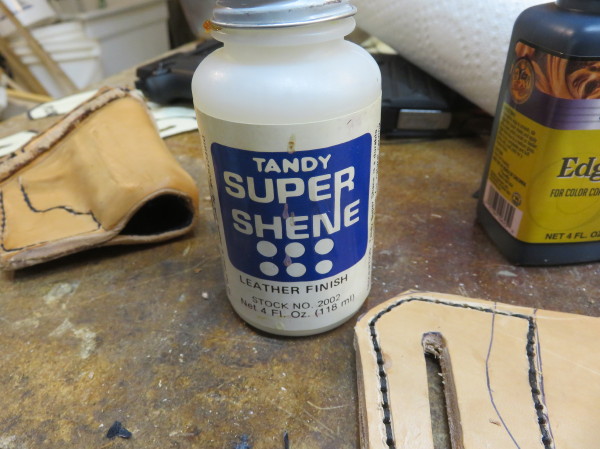 TANDY
SUPER
SHENE
LEATHER FINISH
STOCK NO. 2002
Net 4 FL. Oz. (118 ml)
Edg
FOR COLOR CO
NET 4 FL. OZ